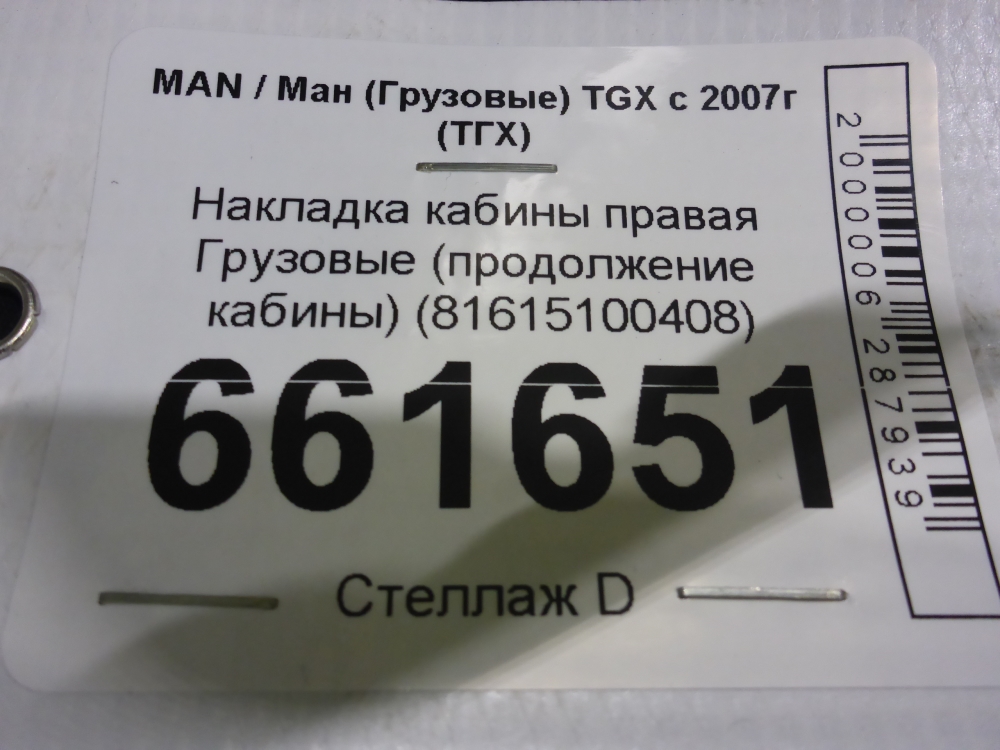 MAN / Ман (Грузовые) TGX с 2007г
(ТГХ)
Накладка кабины правая
Грузовые (продолжение
кабины) (81615100408)
661651
Стеллаж D
2000006287939